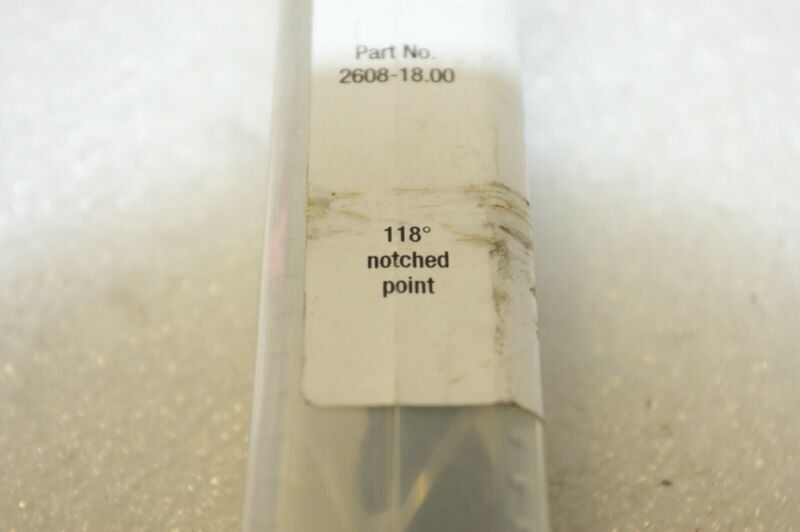 Part No.
2608-18.00
118°
notched
point